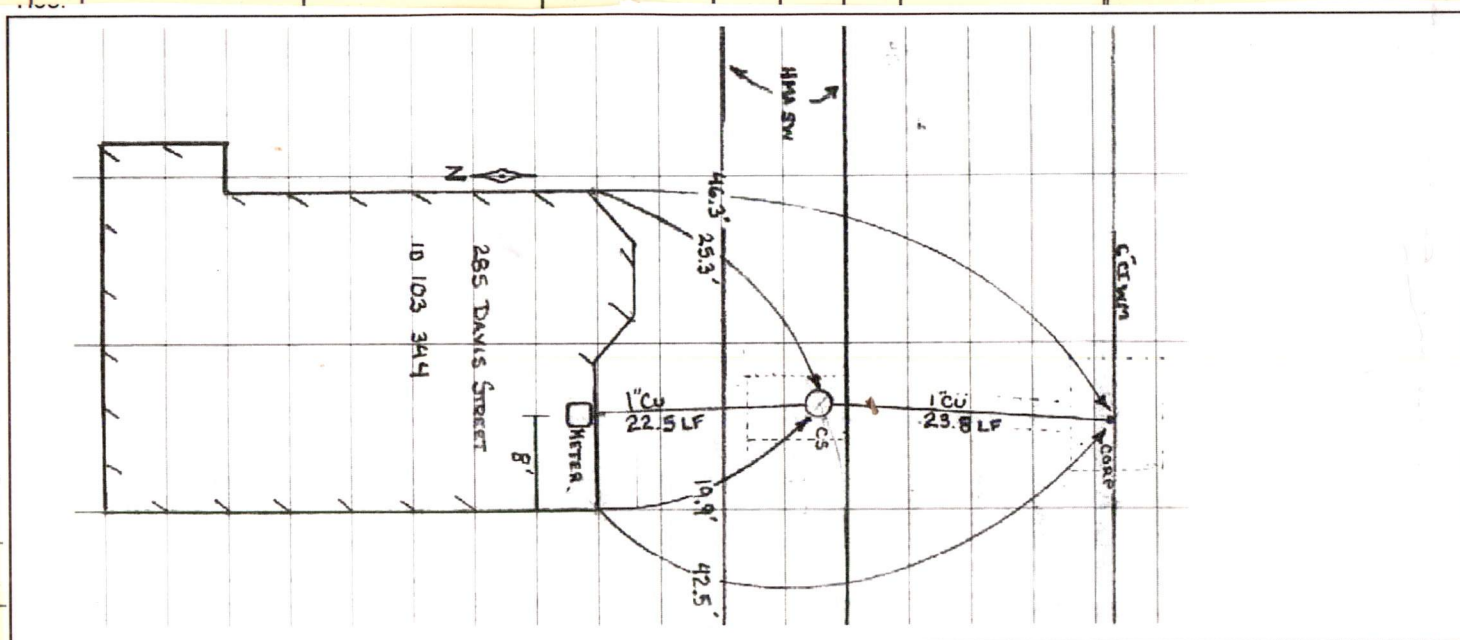 HMA SW
N
46.3'
25.3'
6" CI WM
285 DAVIS STREET
ID 103 344
1" CU
22.5 LF
1" CU
23.8 LF
CS
METER
CORP
8'
19.9'
42.5'